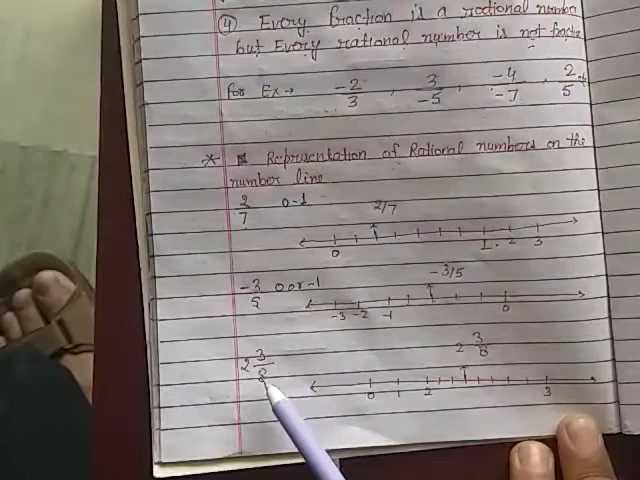 ④ Every fraction is a rational number
but Every rational number is not
for Ex→ -2/3 , 3/-5 , -4/-7 , 2/5
* Representation of Rational numbers on the
number line
2/7 0-1 2/7
0 1 2 3
-3/5 0 or -1 -3/5
-3 -2 -1 0
2 3/8 2 3/8
0 1 2 3